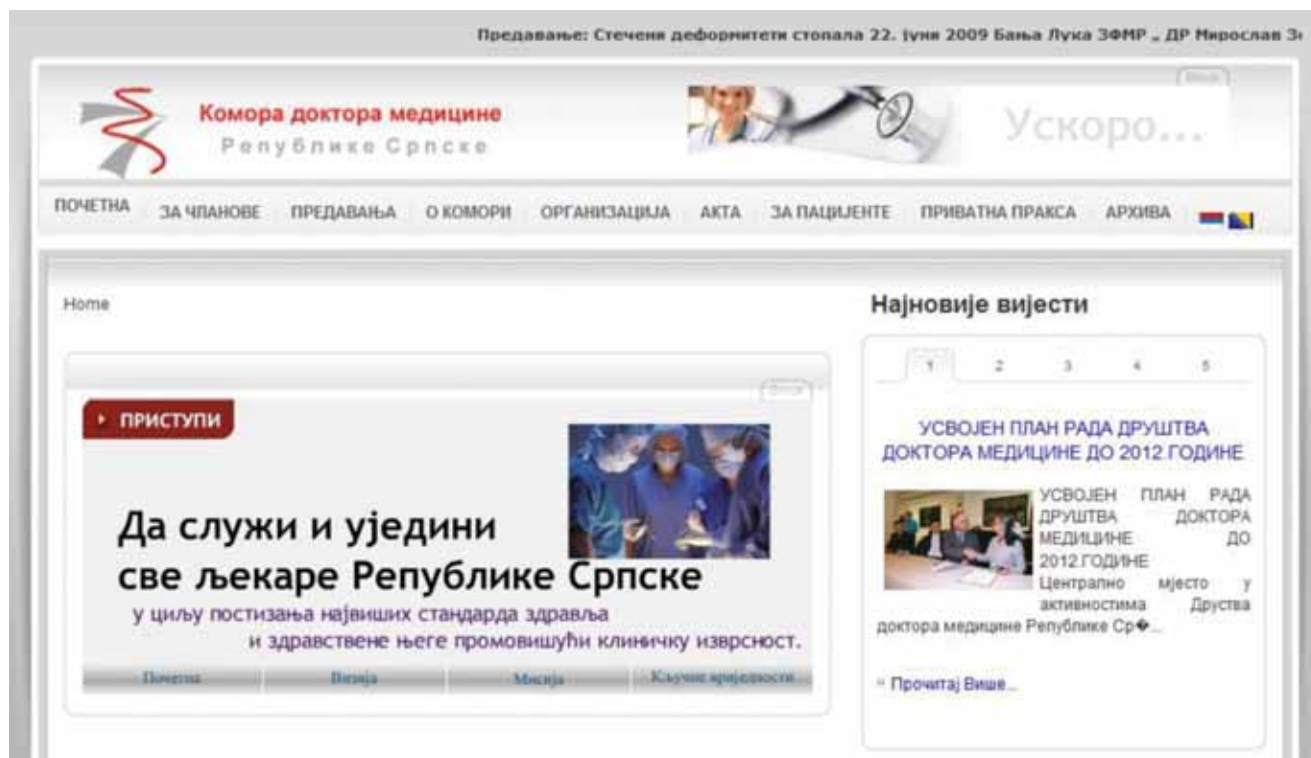 Предавање: Стечени деформитети стопала 22. јуни 2009 Бања Лука ЗФМР „ ДР Мирослав
Комора доктора медицине
Републике Српске
Ускоро...
ПОЧЕТНА ЗА ЧЛАНОВЕ ПРЕДАВАЊА О КОМОРИ ОРГАНИЗАЦИЈА АКТА ЗА ПАЦИЈЕНТЕ ПРИВАТНА ПРАКСА АРХИВА
Home
ПРИСТУПИ
Да служи и уједини
све љекаре Републике Српске
у циљу постизања највиших стандарда здравља
и здравствене његе промовишући клиничку изврсност.
Почетна Визија Мисија Кључне вриједности
Најновије вијести
1 2 3 4 5
УСВОЈЕН ПЛАН РАДА ДРУШТВА
ДОКТОРА МЕДИЦИНЕ ДО 2012.ГОДИНЕ
УСВОЈЕН ПЛАН РАДА
ДРУШТВА ДОКТОРА
МЕДИЦИНЕ ДО
2012.ГОДИНЕ
Централно мјесто у
активностима Друства
доктора медицине Републике Ср�...
Прочитај Више...